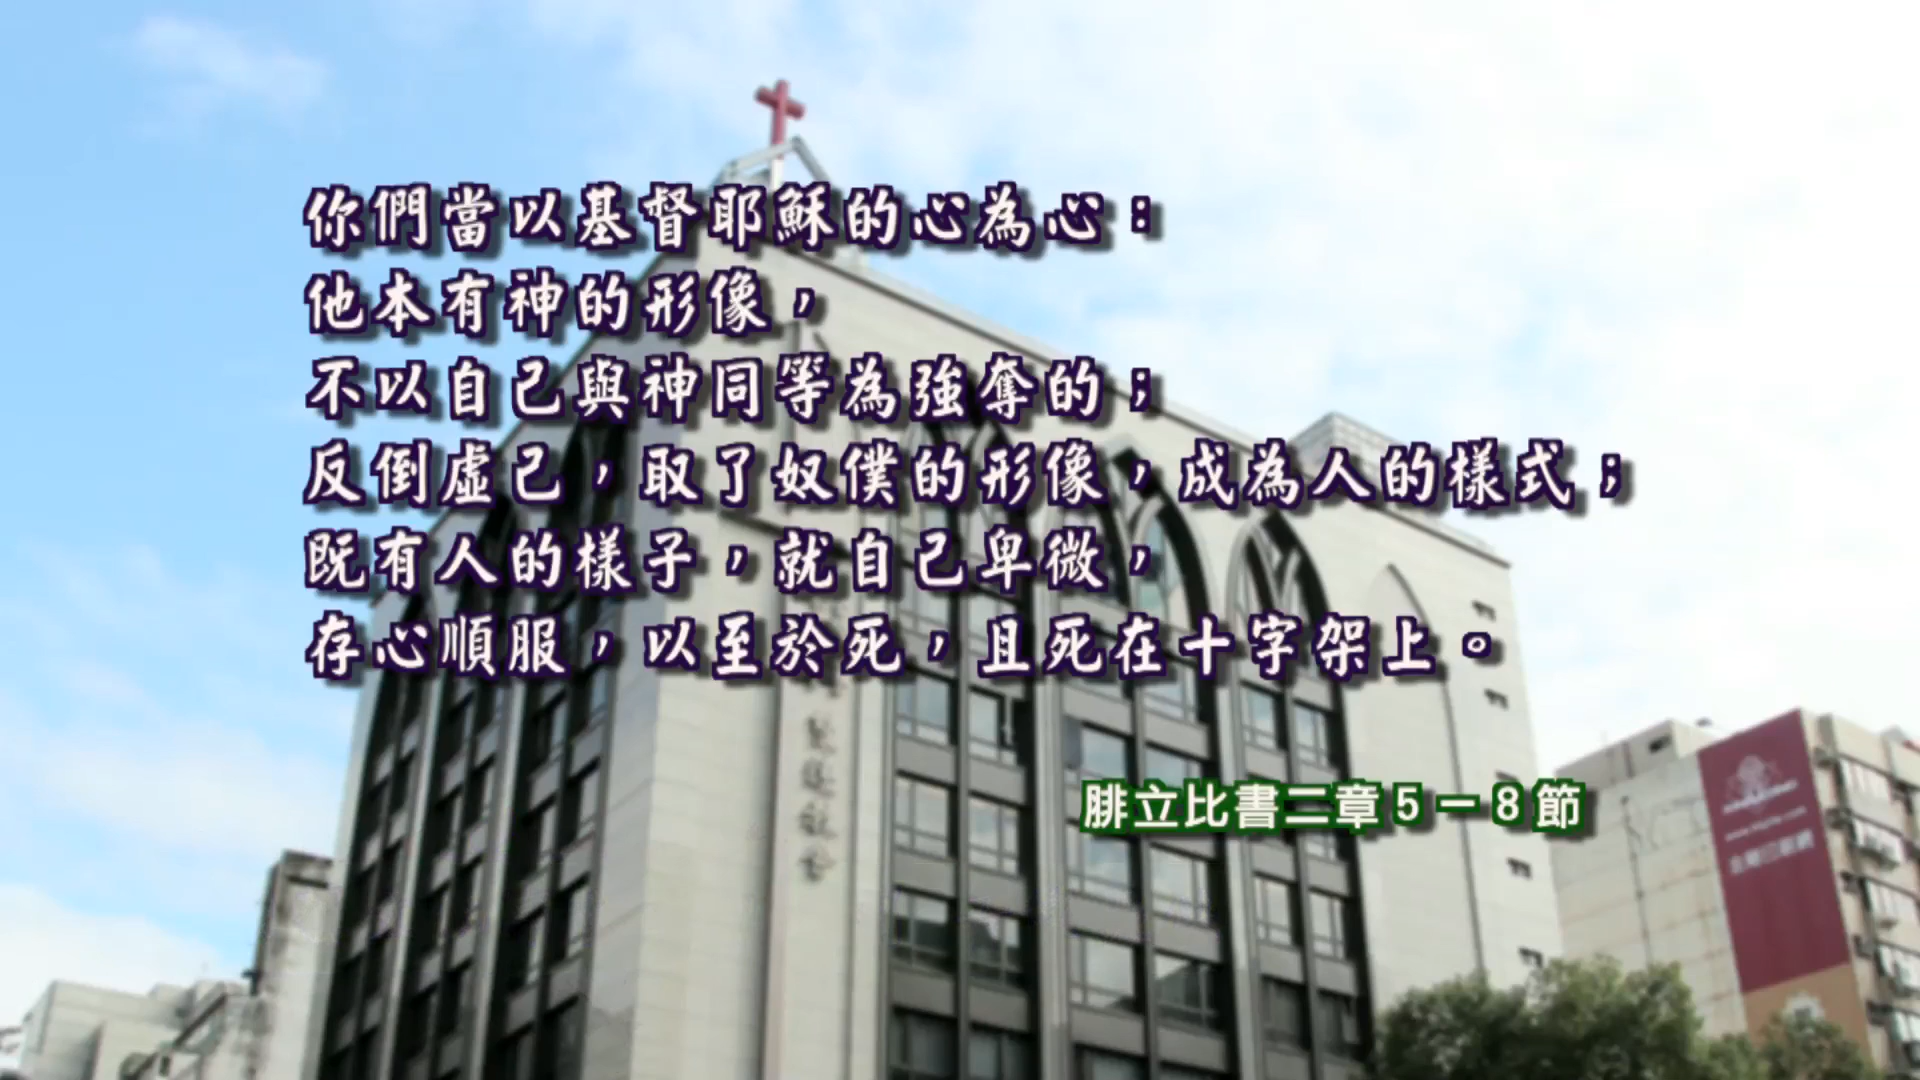 你們當以基督耶穌的心為心：
他本有神的形像，
不以自己與神同等為強奪的；
反倒虛己，取了奴僕的形像，成為人的樣式；
既有人的樣子，就自己卑微，
存心順服，以至於死，且死在十字架上。
腓立比書二章5－8節